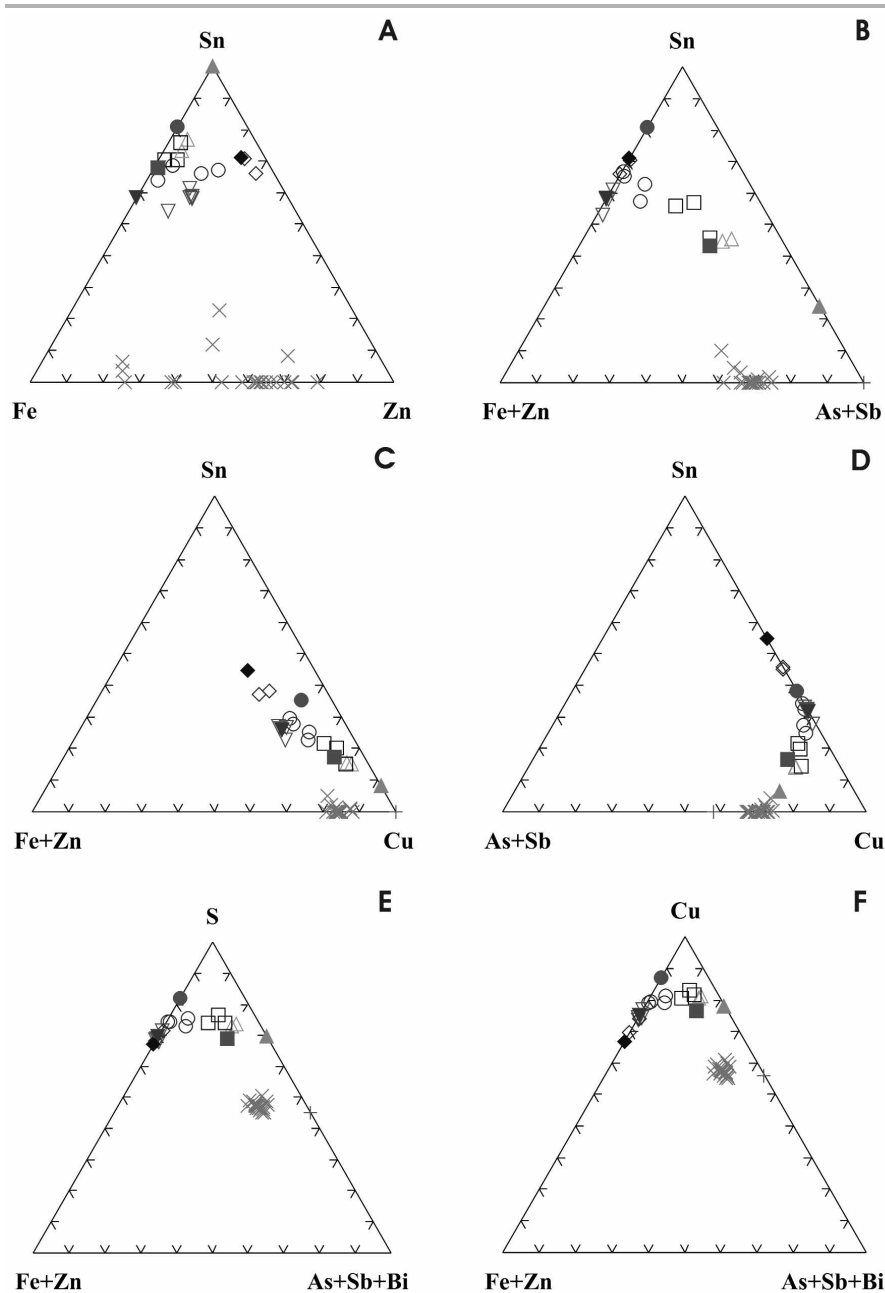 A
Sn
Fe
Zn
B
Sn
Fe+Zn
As+Sb
C
Sn
Fe+Zn
Cu
D
Sn
As+Sb
Cu
E
S
Fe+Zn
As+Sb+Bi
F
Cu
Fe+Zn
As+Sb+Bi